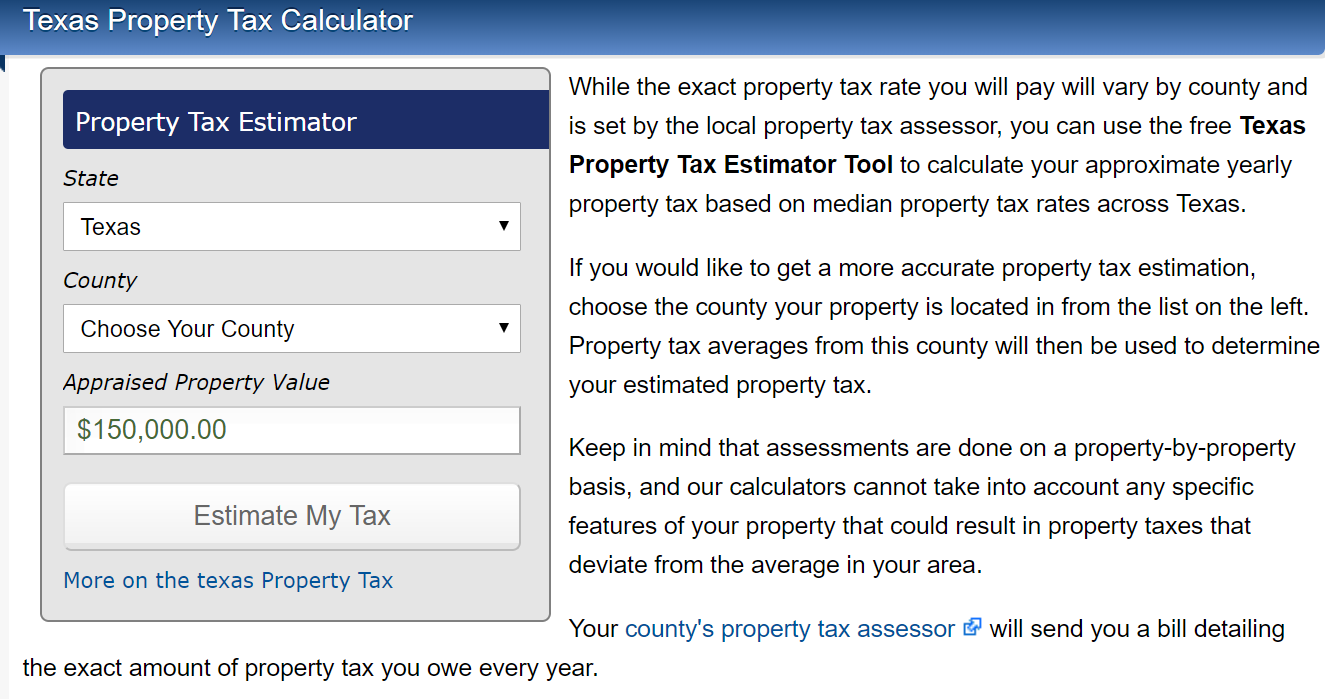 Texas Property Tax Calculator
Property Tax Estimator
State
Texas
County
Choose Your County
Appraised Property Value
$150,000.00
Estimate My Tax
More on the texas Property Tax
While the exact property tax rate you will pay will vary by county and
is set by the local property tax assessor, you can use the free Texas
Property Tax Estimator Tool to calculate your approximate yearly
property tax based on median property tax rates across Texas.
If you would like to get a more accurate property tax estimation,
choose the county your property is located in from the list on the left.
Property tax averages from this county will then be used to determine
your estimated property tax.
Keep in mind that assessments are done on a property-by-property
basis, and our calculators cannot take into account any specific
features of your property that could result in property taxes that
deviate from the average in your area.
Your county's property tax assessor will send you a bill detailing
the exact amount of property tax you owe every year.